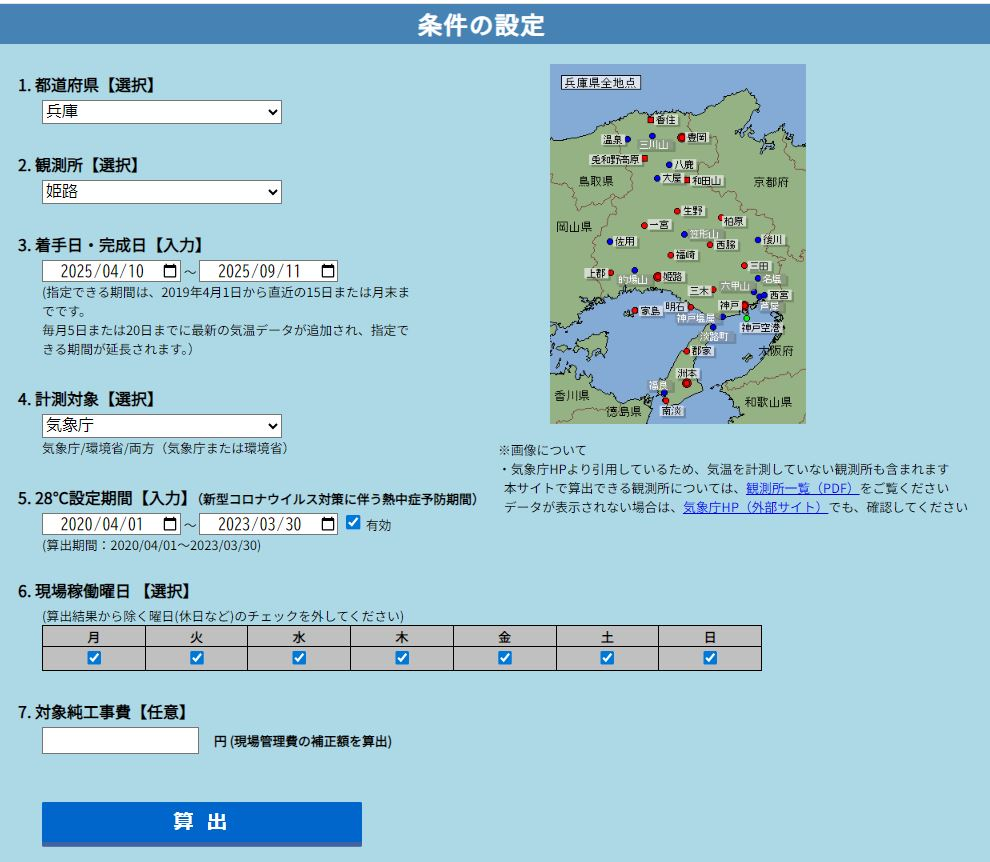 条件の設定
1. 都道府県【選択】
兵庫
2. 観測所【選択】
姫路
3. 着手日・完成日【入力】
2025/04/10 ～ 2025/09/11
(指定できる期間は、2019年4月1日から直近の15日または月末ま
でです。
毎月5日または20日までに最新の気温データが追加され、指定で
きる期間が延長されます。)
4. 計測対象【選択】
気象庁
気象庁/環境省/両方（気象庁または環境省）
5. 28℃設定期間【入力】（新型コロナウイルス対策に伴う熱中症予防期間）
2020/04/01 ～ 2023/03/30 有効
(算出期間：2020/04/01～2023/03/30)
6. 現場稼働曜日 【選択】
(算出結果から除く曜日(休日など)のチェックを外してください)
月 火 水 木 金 土 日
7. 対象純工事費【任意】
円 (現場管理費の補正額を算出)
算 出
兵庫県全地点
香住
温泉
三川山
豊岡
兎和野高原
八鹿
大屋
和田山
鳥取県
京都府
生野
柏原
岡山県
一宮
笠形山
佐用
西脇
後川
福崎
三田
上郡
的場山
姫路
名塩
六甲山
三木
西宮
家島
明石
神戸
芦屋
神戸塩屋
神戸空港
淡路町
大阪府
郡家
洲本
福良
香川県
徳島県
南淡
和歌山県
※画像について
・気象庁HPより引用しているため、気温を計測していない観測所も含まれます
本サイトで算出できる観測所については、観測所一覧（PDF）をご覧ください
データが表示されない場合は、気象庁HP（外部サイト）でも、確認してください